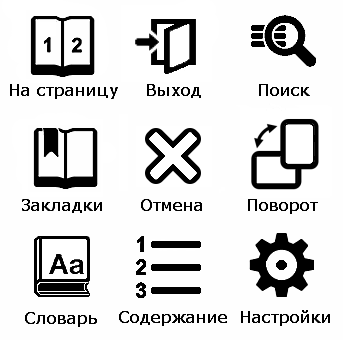 1 2
На страницу Выход Поиск
Закладки Отмена Поворот
Aa
1
2
3
Словарь Содержание Настройки